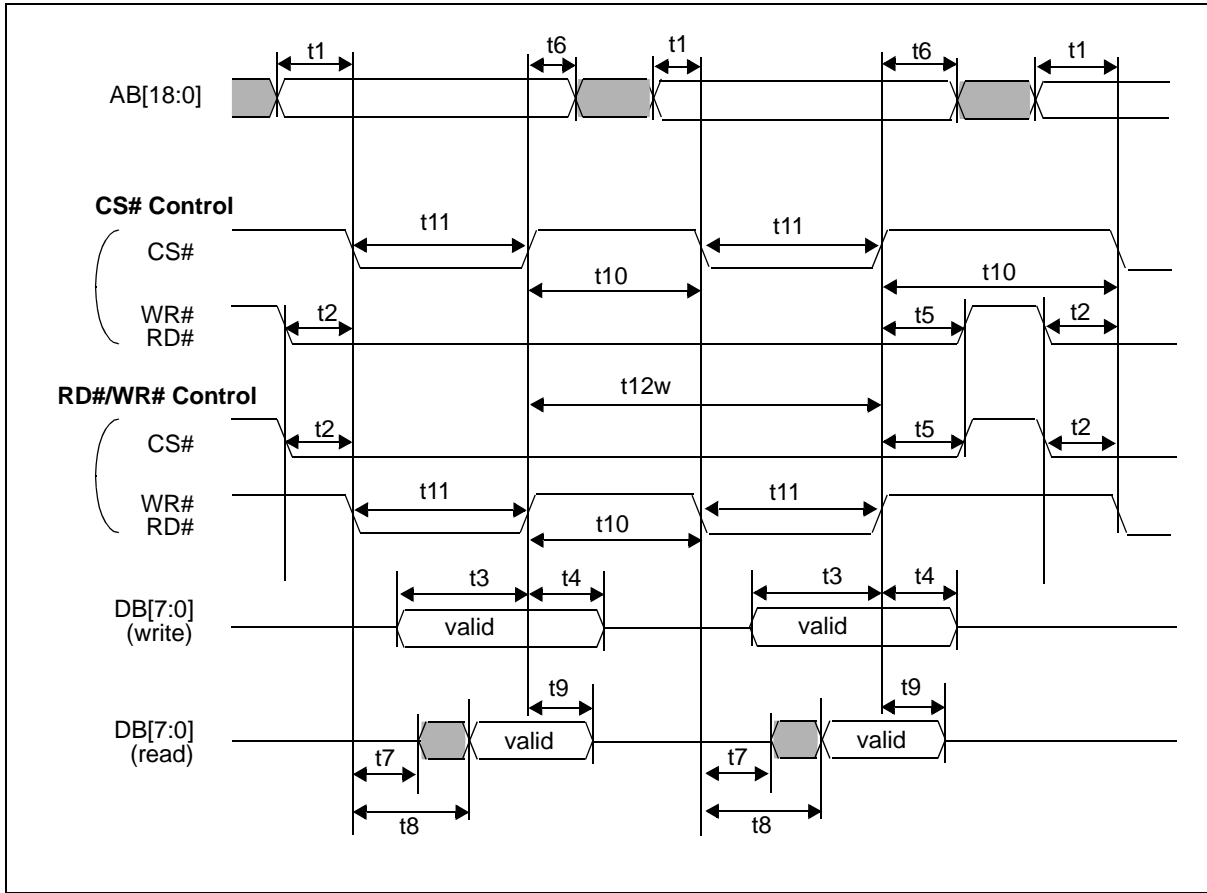 t1 t6 t1 t6 t1
AB[18:0]
CS# Control
t11 t11
CS#
t10 t10
WR#
RD#
t2 t5 t2
RD#/WR# Control
t12w
CS#
t2 t5 t2
WR#
RD#
t11 t11
t10
DB[7:0]
(write)
t3 t4 t3 t4
valid valid
DB[7:0]
(read)
t9 t9
valid valid
t7 t7
t8 t8